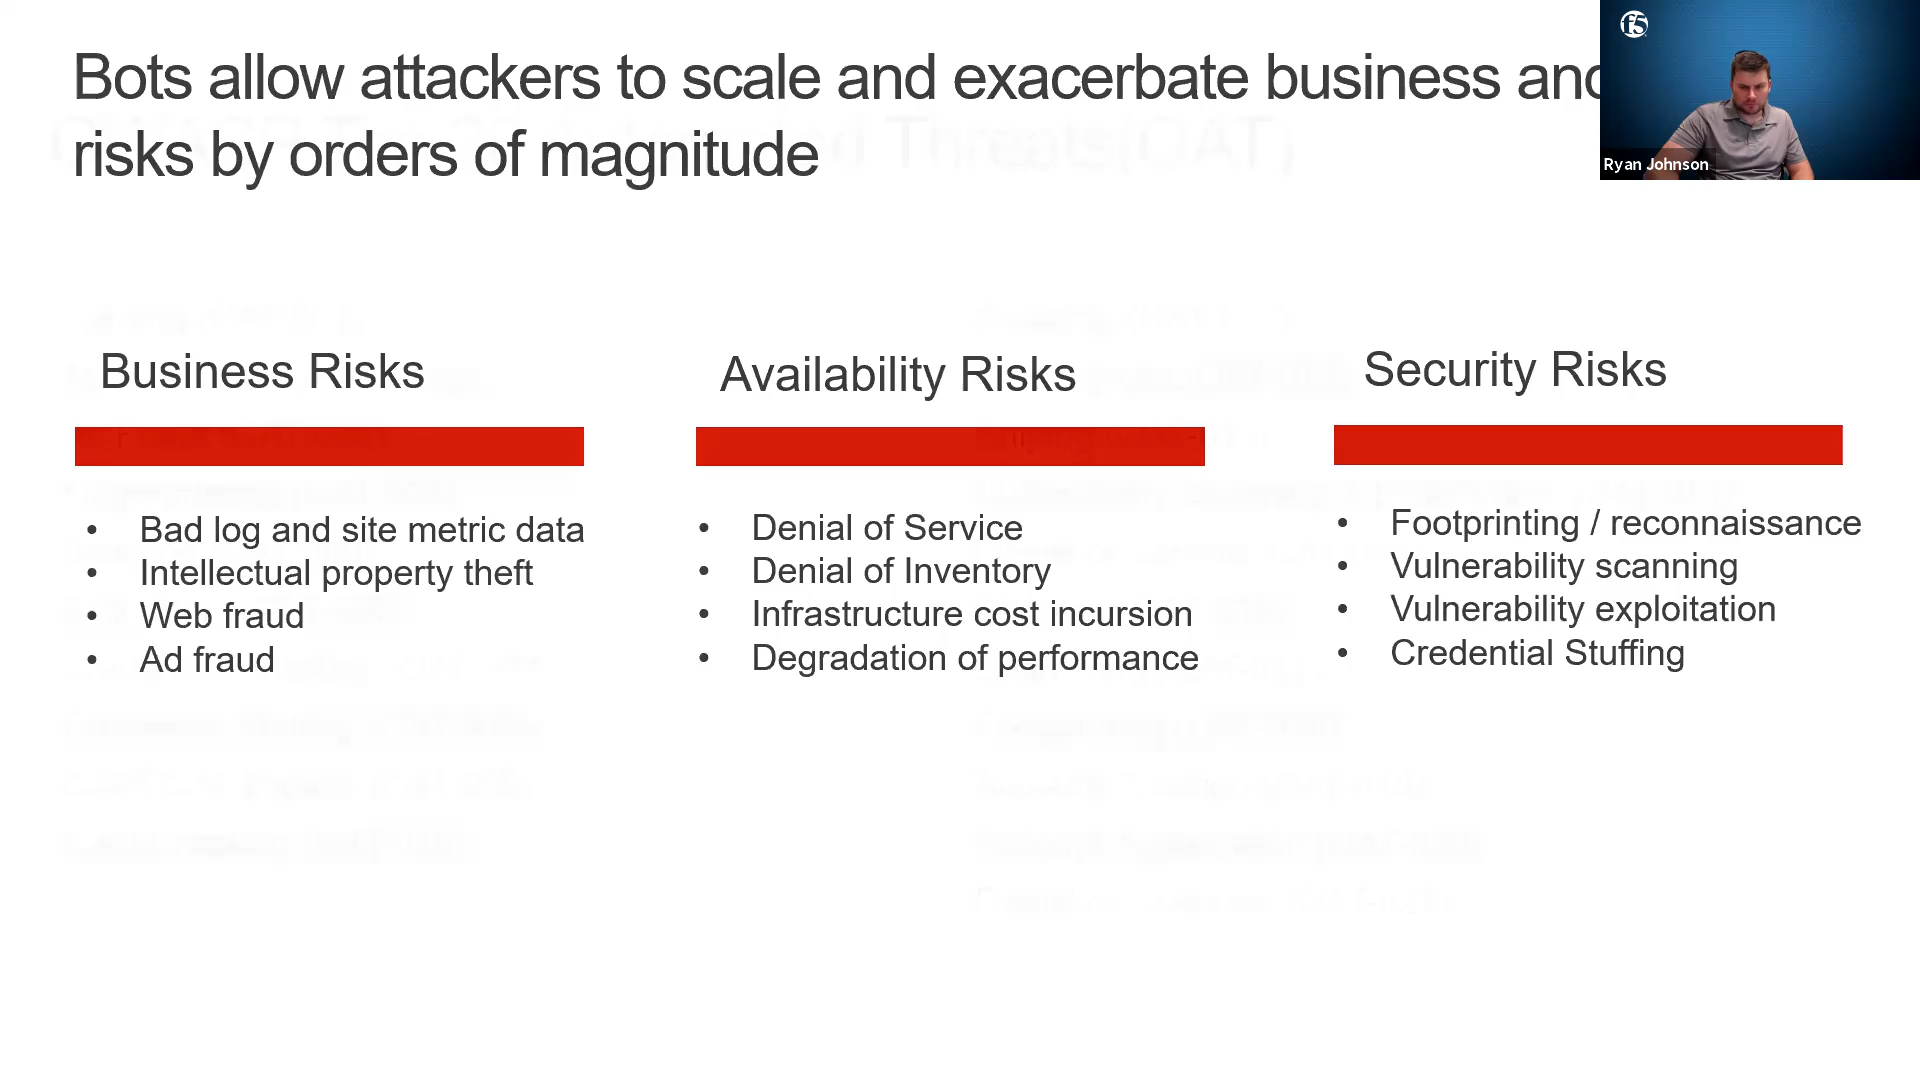 Bots allow attackers to scale and exacerbate business and
risks by orders of magnitude
f5
Ryan Johnson
Business Risks
Bad log and site metric data
Intellectual property theft
Web fraud
Ad fraud
Availability Risks
Denial of Service
Denial of Inventory
Infrastructure cost incursion
Degradation of performance
Security Risks
Footprinting / reconnaissance
Vulnerability scanning
Vulnerability exploitation
Credential Stuffing